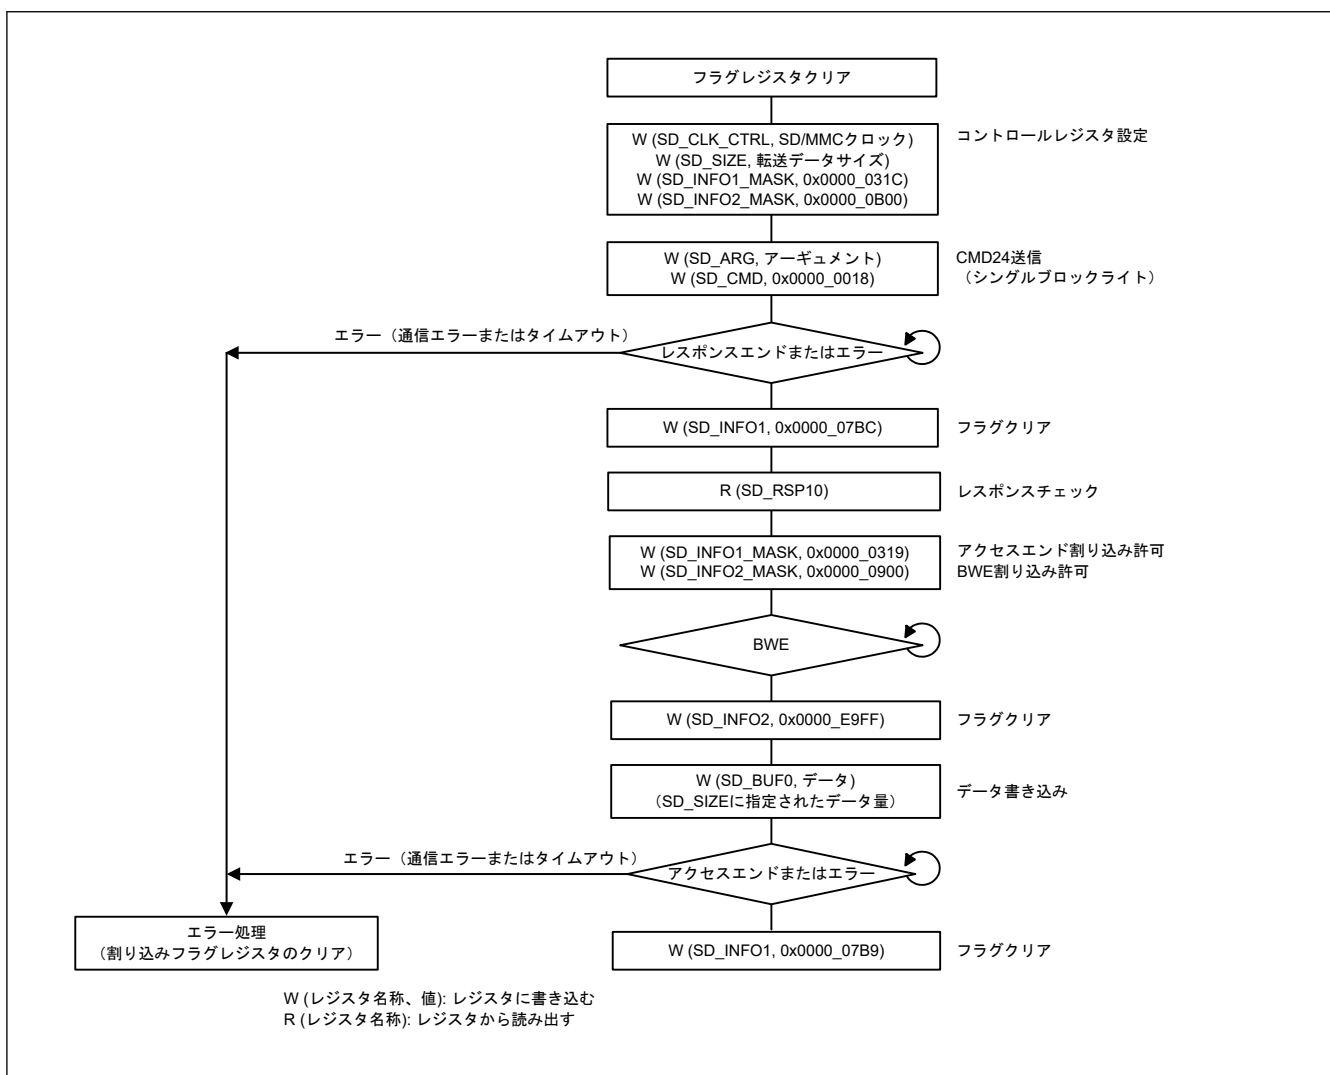 フラグレジスタクリア
W (SD_CLK_CTRL, SD/MMCクロック)
W (SD_SIZE, 転送データサイズ)
W (SD_INFO1_MASK, 0x0000_031C)
W (SD_INFO2_MASK, 0x0000_0B00)
コントロールレジスタ設定
W (SD_ARG, アーギュメント)
W (SD_CMD, 0x0000_0018)
CMD24送信
（シングルブロックライト）
エラー（通信エラーまたはタイムアウト）
レスポンスエンドまたはエラー
W (SD_INFO1, 0x0000_07BC)
フラグクリア
R (SD_RSP10)
レスポンスチェック
W (SD_INFO1_MASK, 0x0000_0319)
W (SD_INFO2_MASK, 0x0000_0900)
アクセスエンド割り込み許可
BWE割り込み許可
BWE
W (SD_INFO2, 0x0000_E9FF)
フラグクリア
W (SD_BUF0, データ)
（SD_SIZEに指定されたデータ量）
データ書き込み
エラー（通信エラーまたはタイムアウト）
アクセスエンドまたはエラー
エラー処理
（割り込みフラグレジスタのクリア）
W (SD_INFO1, 0x0000_07B9)
フラグクリア
W (レジスタ名称、値): レジスタに書き込む
R (レジスタ名称): レジスタから読み出す